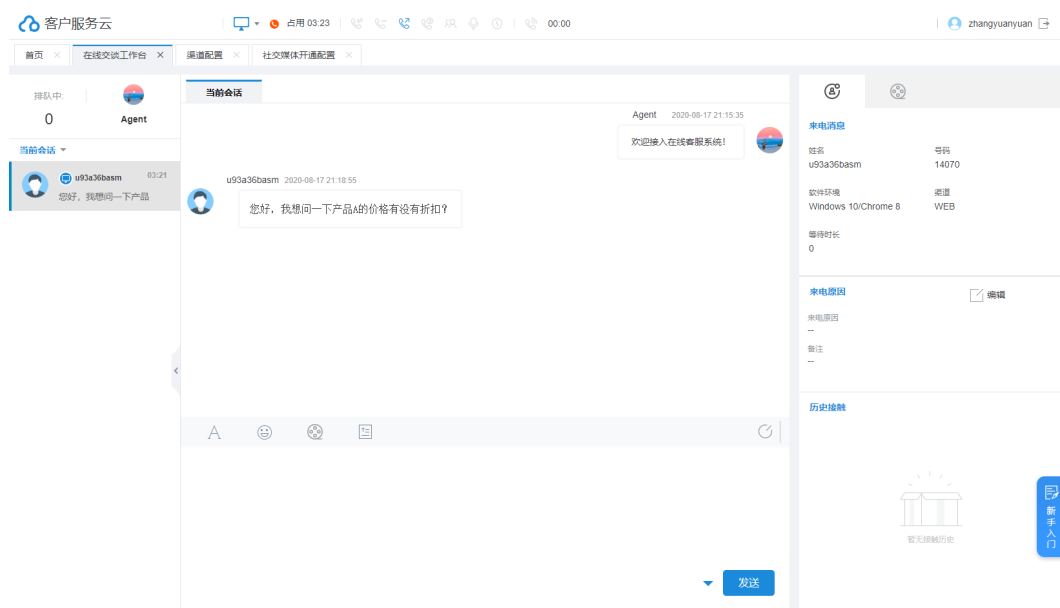 客户服务云
占用 03:23
00:00
zhangyuanyuan
首页 ×
在线交谈工作台 ×
渠道配置 ×
社交媒体开通配置 ×
排队中:
0
Agent
当前会话
u93a36basm 03:21
您好，我想问一下产品
当前会话
Agent 2020-08-17 21:15:35
欢迎接入在线客服系统!
u93a36basm 2020-08-17 21:18:55
您好，我想问一下产品A的价格有没有折扣？
发送
来电消息
姓名 号码
u93a36basm 14070
软件环境 渠道
Windows 10/Chrome 8 WEB
等待时长
0
来电原因 编辑
来电原因
--
备注
--
历史接触
暂无接触历史
新手入门